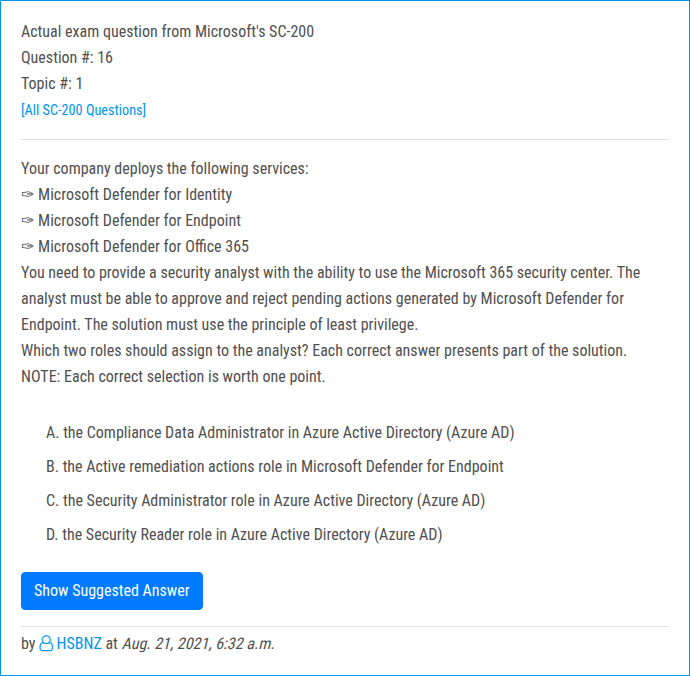 Actual exam question from Microsoft's SC-200
Question #: 16
Topic #: 1
[All SC-200 Questions]
Your company deploys the following services:
✑ Microsoft Defender for Identity
✑ Microsoft Defender for Endpoint
✑ Microsoft Defender for Office 365
You need to provide a security analyst with the ability to use the Microsoft 365 security center. The
analyst must be able to approve and reject pending actions generated by Microsoft Defender for
Endpoint. The solution must use the principle of least privilege.
Which two roles should assign to the analyst? Each correct answer presents part of the solution.
NOTE: Each correct selection is worth one point.
A. the Compliance Data Administrator in Azure Active Directory (Azure AD)
B. the Active remediation actions role in Microsoft Defender for Endpoint
C. the Security Administrator role in Azure Active Directory (Azure AD)
D. the Security Reader role in Azure Active Directory (Azure AD)
Show Suggested Answer
by HSBNZ at Aug. 21, 2021, 6:32 a.m.